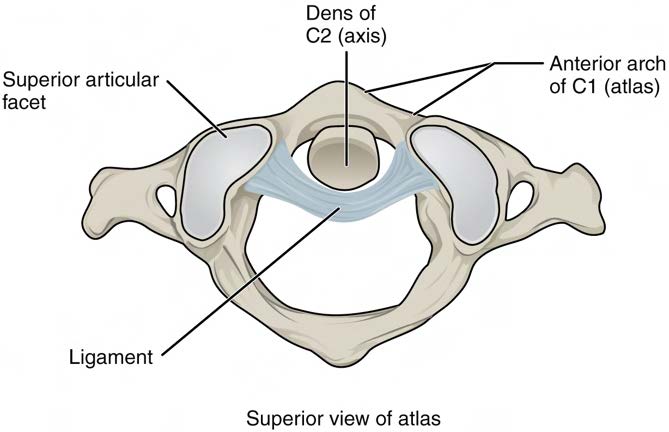 Dens of
C2 (axis)
Superior articular
facet
Anterior arch
of C1 (atlas)
Ligament
Superior view of atlas